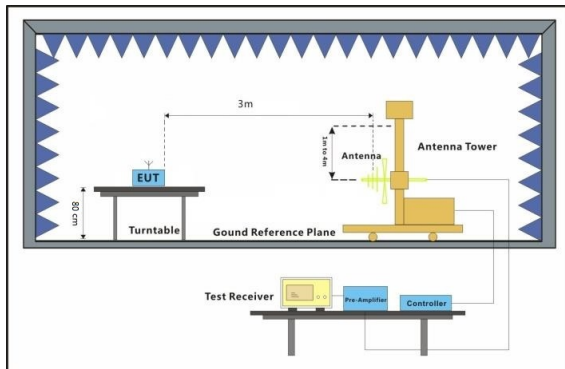 3m
1m to 4m
Antenna
Antenna Tower
EUT
80 cm
Turntable
Gound Reference Plane
Test Receiver
Pre-Amplifier
Controller